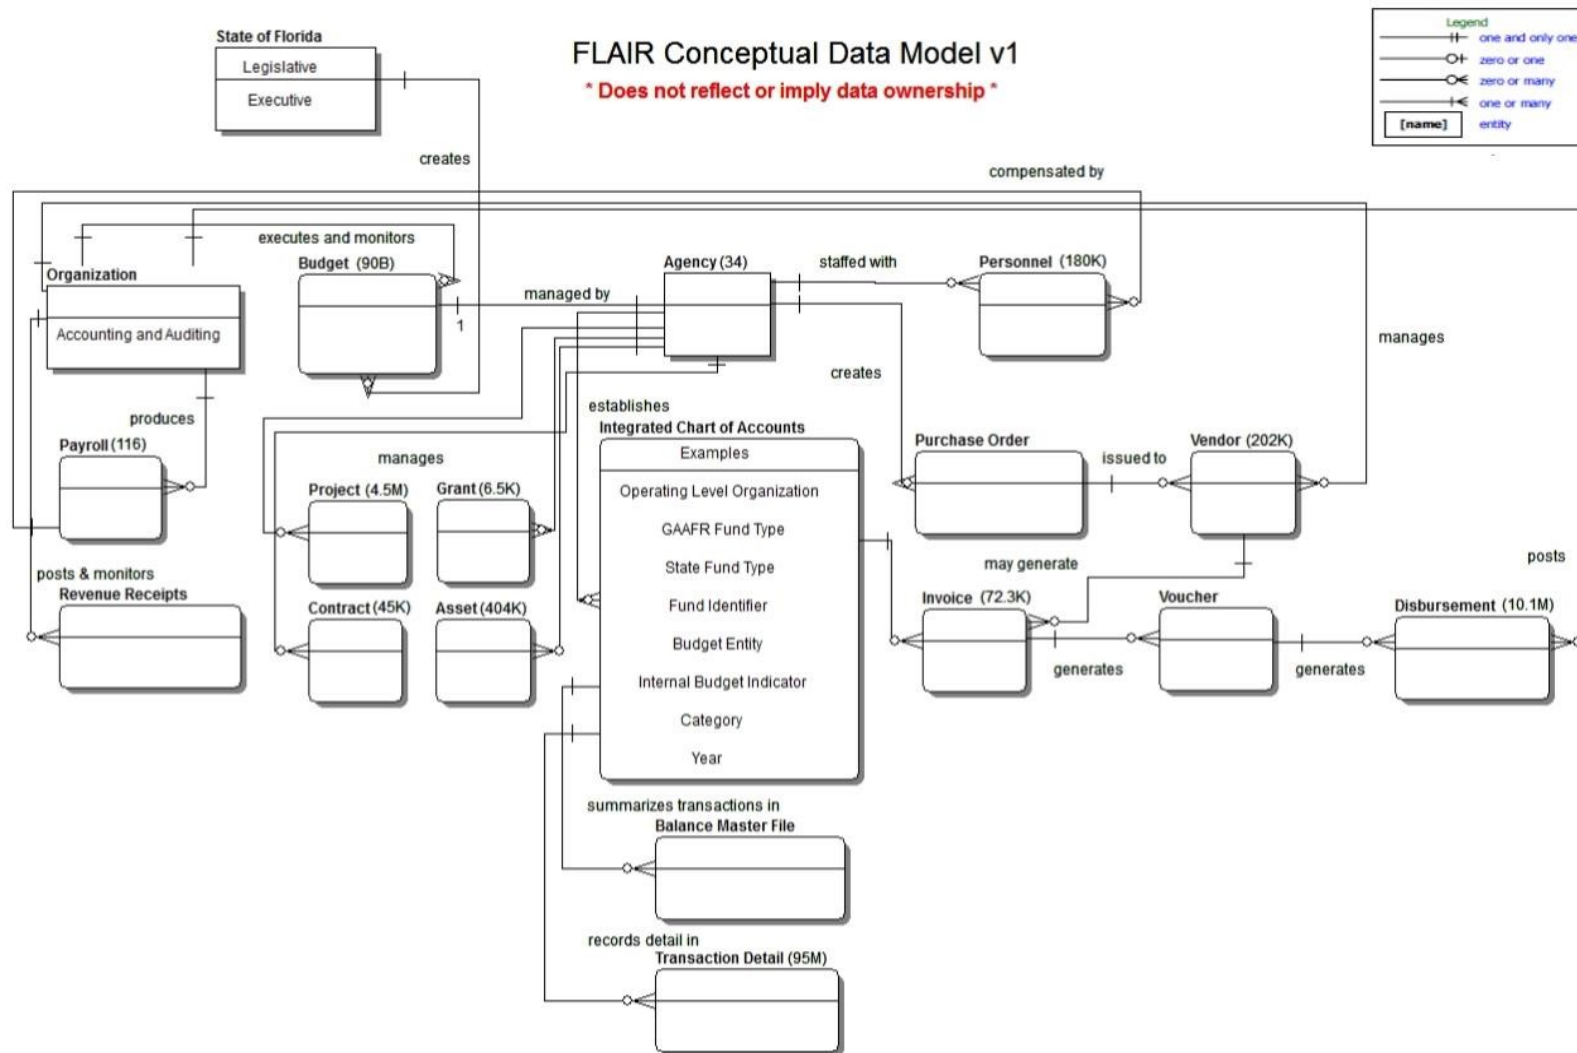 State of Florida
Legislative
Executive
FLAIR Conceptual Data Model v1
* Does not reflect or imply data ownership *
Legend
one and only one
zero or one
zero or many
one or many
[name]
entity
creates
compensated by
executes and monitors
Organization
Accounting and Auditing
Budget (90B)
1
managed by
Agency (34)
staffed with
Personnel (180K)
manages
creates
produces
Payroll (116)
establishes
Integrated Chart of Accounts
Examples
Operating Level Organization
GAAFR Fund Type
State Fund Type
Fund Identifier
Budget Entity
Internal Budget Indicator
Category
Year
Purchase Order
issued to
Vendor (202K)
manages
Project (4.5M)
Grant (6.5K)
posts & monitors
Revenue Receipts
Contract (45K)
Asset (404K)
may generate
posts
Invoice (72.3K)
generates
Voucher
generates
Disbursement (10.1M)
summarizes transactions in
Balance Master File
records detail in
Transaction Detail (95M)